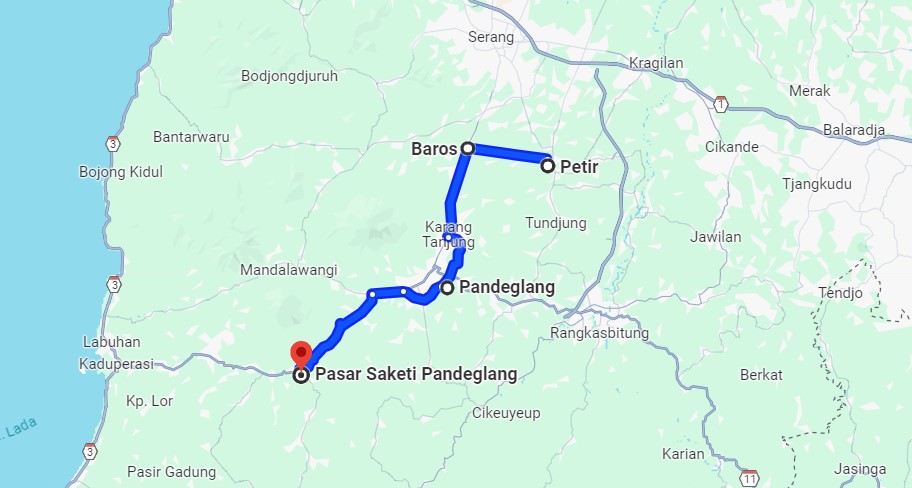 Serang
Kragilan
Bodjongdjuruh
Merak
1
Balaradja
Bantarwaru
3
Baros
Cikande
Petir
Bojong Kidul
Tjangkudu
Karang
Tanjung
Tundjung
Jawilan
Mandalawangi
3
Pandeglang
Tendjo
Rangkasbitung
Labuhan
Kaduperasi
Pasar Saketi Pandeglang
Berkat
Kp. Lor
Cikeuyeup
. Lada
3
Karian
Pasir Gadung
11
Jasinga